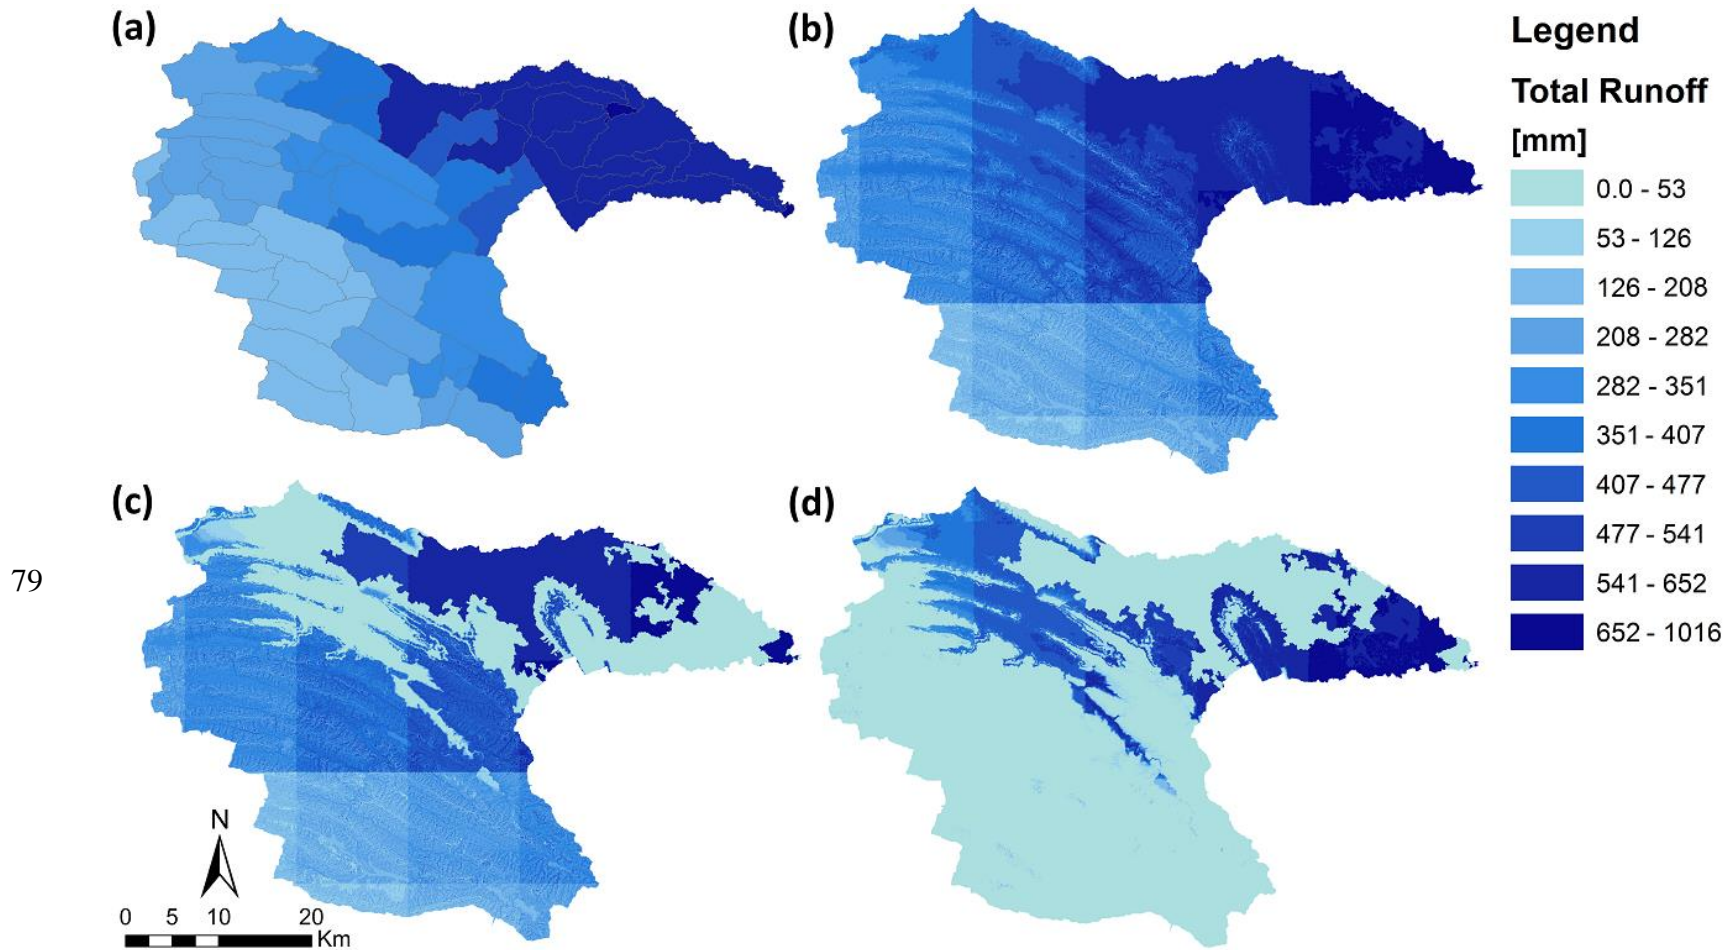 (a)
(b)
Legend
Total Runoff
[mm]
0.0 - 53
53 - 126
126 - 208
208 - 282
282 - 351
351 - 407
407 - 477
477 - 541
541 - 652
652 - 1016
(c)
(d)
79
N
0 5 10 20
Km